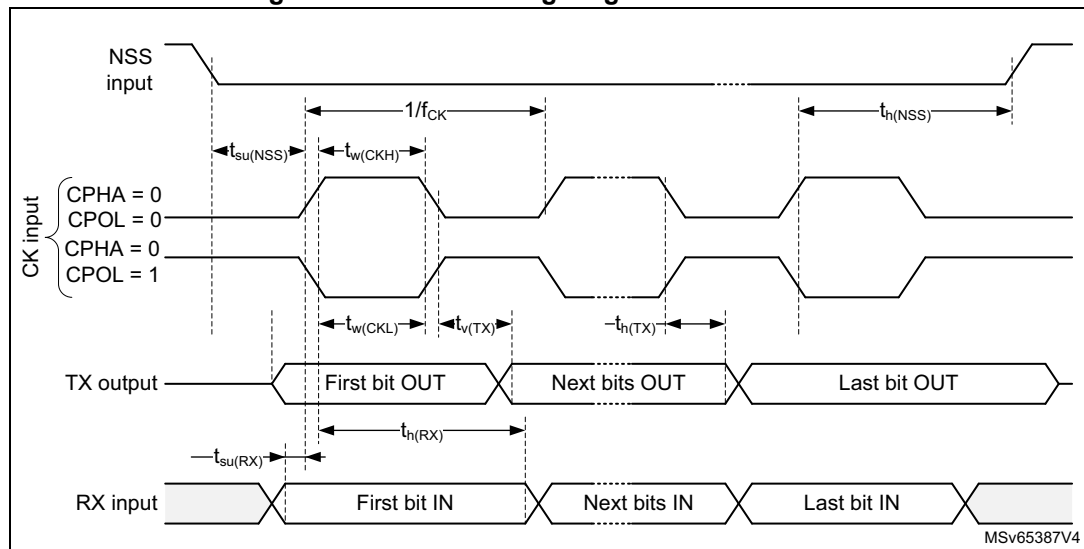 NSS
input
1/fCK
th(NSS)
tsu(NSS)
tw(CKH)
CK input
CPHA = 0
CPOL = 0
CPHA = 0
CPOL = 1
tw(CKL)
tv(TX)
th(TX)
TX output
First bit OUT
Next bits OUT
Last bit OUT
th(RX)
tsu(RX)
RX input
First bit IN
Next bits IN
Last bit IN
MSv65387V4